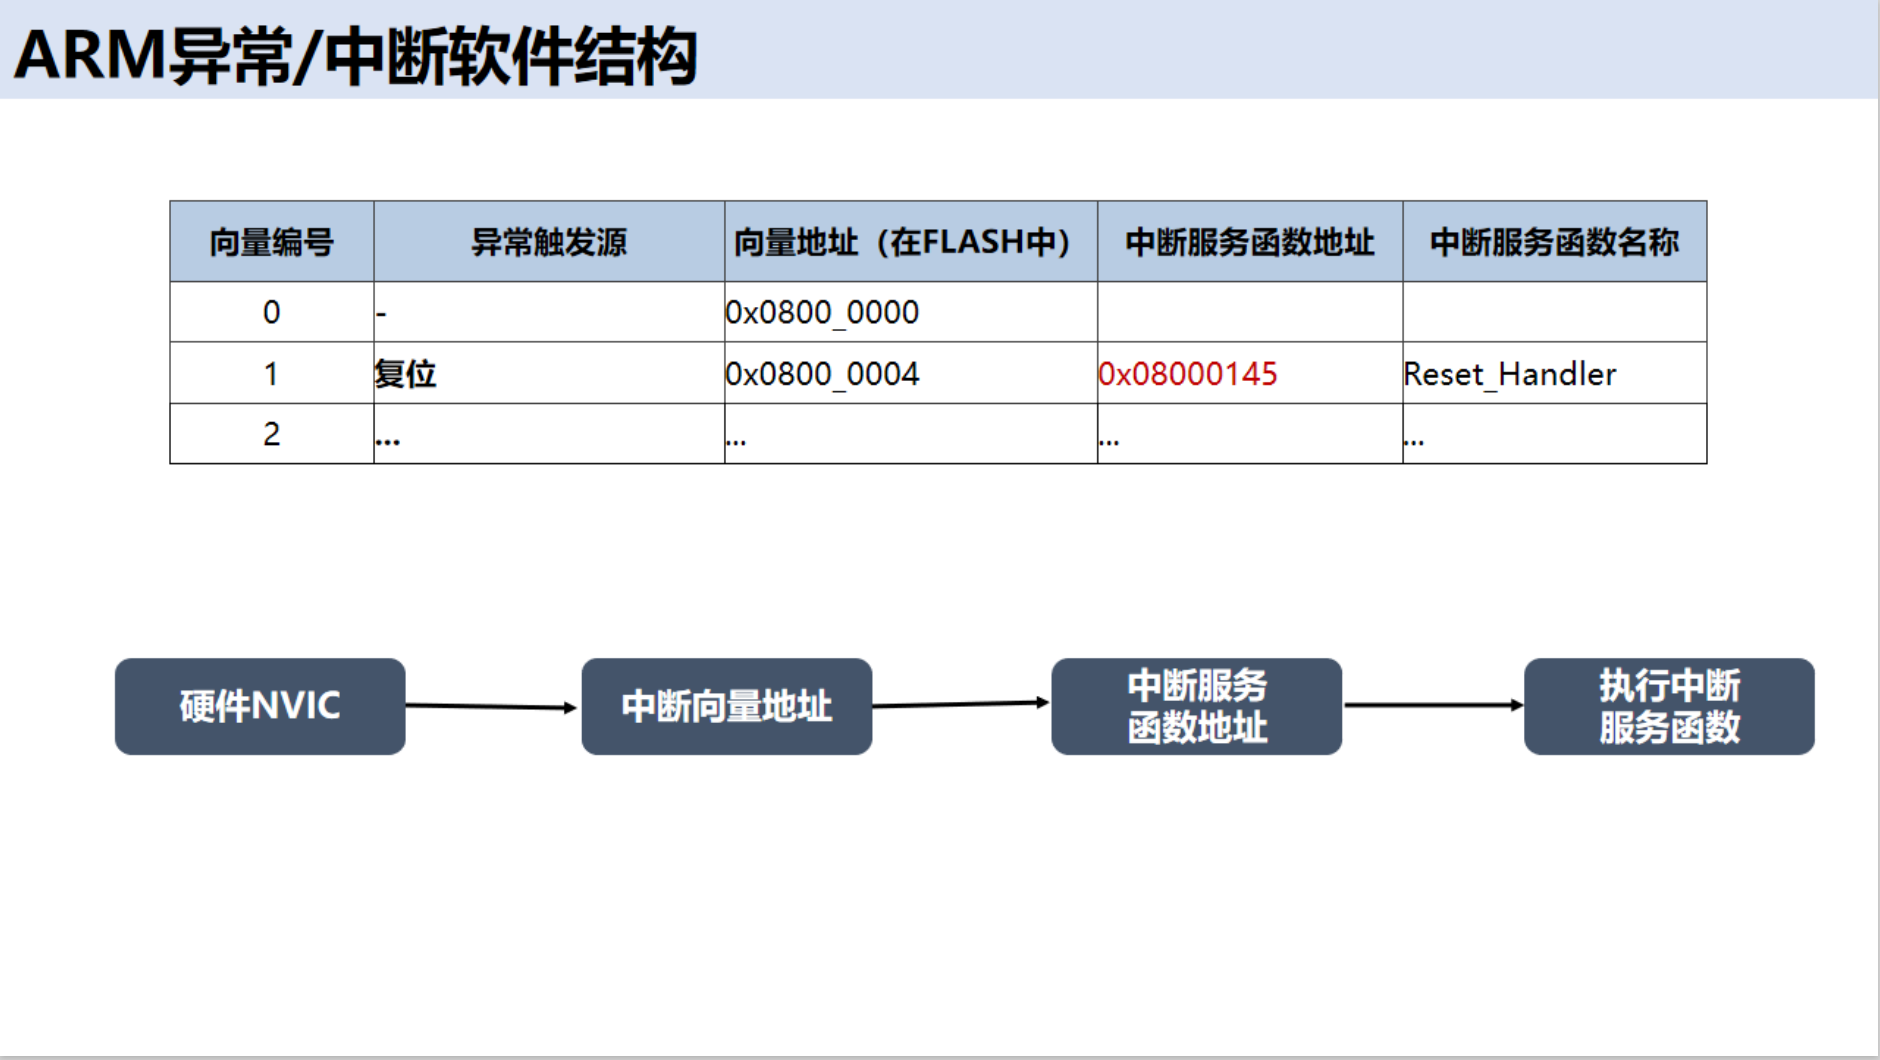 ARM异常/中断软件结构
向量编号 异常触发源 向量地址（在FLASH中） 中断服务函数地址 中断服务函数名称
0 - 0x0800_0000
1 复位 0x0800_0004 0x08000145 Reset_Handler
2 ... ... ... ...
硬件NVIC
中断向量地址
中断服务
函数地址
执行中断
服务函数